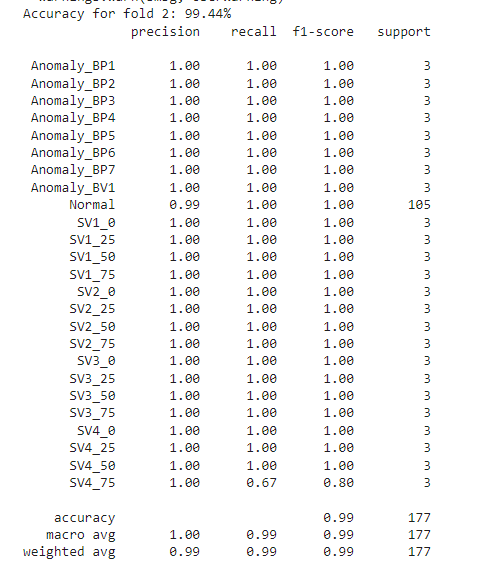 Accuracy for fold 2: 99.44%
precision recall f1-score support
Anomaly_BP1 1.00 1.00 1.00 3
Anomaly_BP2 1.00 1.00 1.00 3
Anomaly_BP3 1.00 1.00 1.00 3
Anomaly_BP4 1.00 1.00 1.00 3
Anomaly_BP5 1.00 1.00 1.00 3
Anomaly_BP6 1.00 1.00 1.00 3
Anomaly_BP7 1.00 1.00 1.00 3
Anomaly_BV1 1.00 1.00 1.00 3
Normal 0.99 1.00 1.00 105
SV1_0 1.00 1.00 1.00 3
SV1_25 1.00 1.00 1.00 3
SV1_50 1.00 1.00 1.00 3
SV1_75 1.00 1.00 1.00 3
SV2_0 1.00 1.00 1.00 3
SV2_25 1.00 1.00 1.00 3
SV2_50 1.00 1.00 1.00 3
SV2_75 1.00 1.00 1.00 3
SV3_0 1.00 1.00 1.00 3
SV3_25 1.00 1.00 1.00 3
SV3_50 1.00 1.00 1.00 3
SV3_75 1.00 1.00 1.00 3
SV4_0 1.00 1.00 1.00 3
SV4_25 1.00 1.00 1.00 3
SV4_50 1.00 1.00 1.00 3
SV4_75 1.00 0.67 0.80 3
accuracy 0.99 177
macro avg 1.00 0.99 0.99 177
weighted avg 0.99 0.99 0.99 177